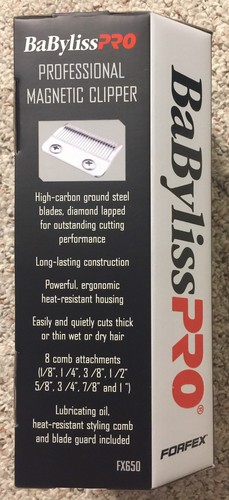 BaBylissPRO
PROFESSIONAL
MAGNETIC CLIPPER
High-carbon ground steel
blades, diamond lapped
for outstanding cutting
performance
Long-lasting construction
Powerful, ergonomic
heat-resistant housing
Easily and quietly cuts thick
or thin wet or dry hair
8 comb attachments
(1/8", 1/4", 3/8", 1/2"
5/8", 3/4", 7/8" and 1")
Lubricating oil,
heat-resistant styling comb
and blade guard included
FX650
BaBylissPRO®
FORFEX™